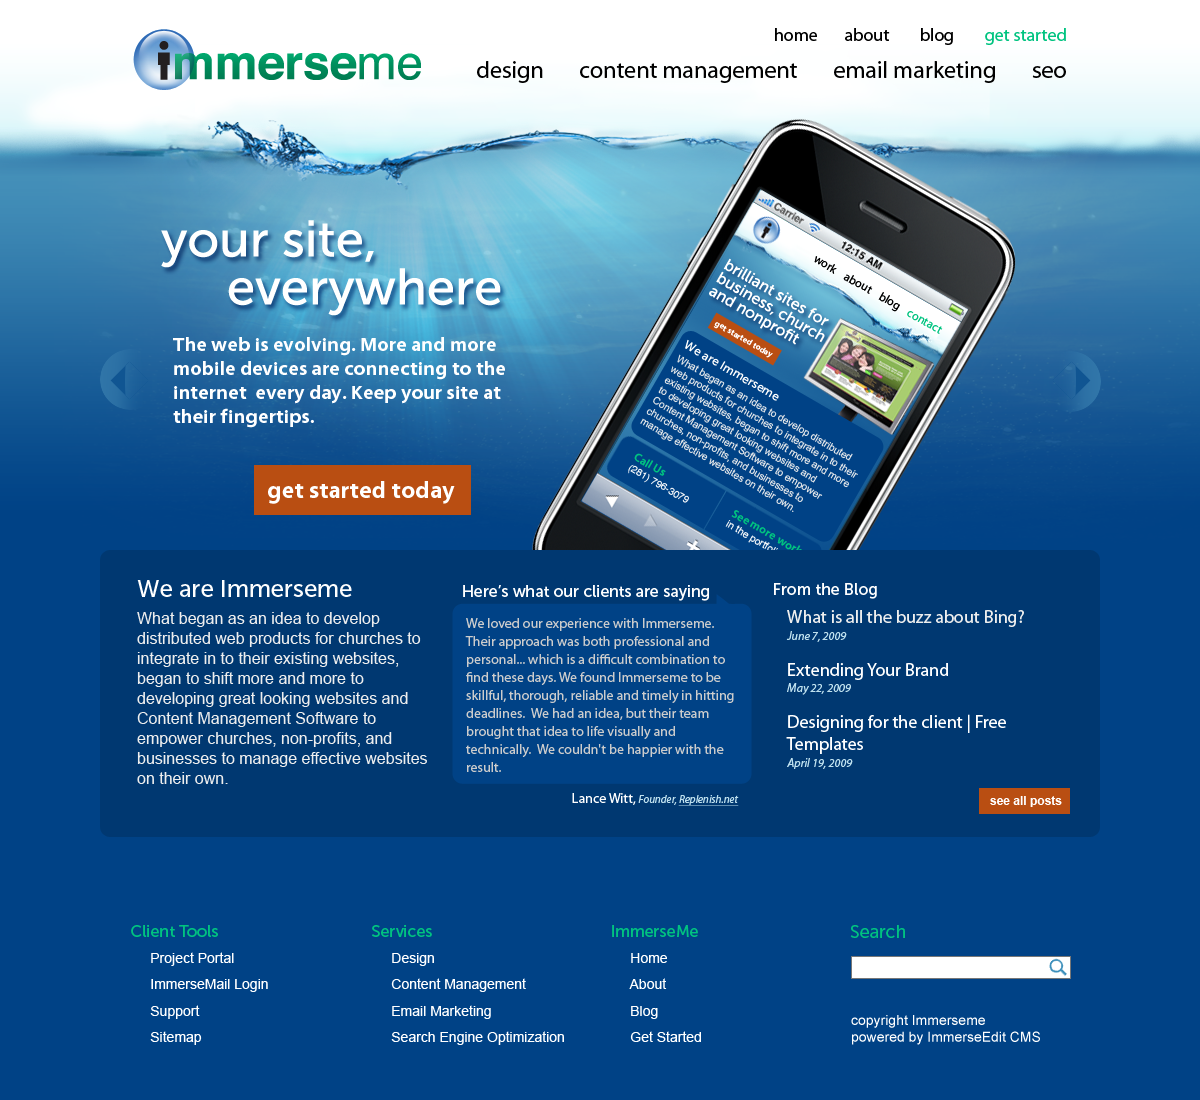 immerseme
home about blog get started
design content management email marketing seo
your site,
everywhere
The web is evolving. More and more
mobile devices are connecting to the
internet every day. Keep your site at
their fingertips.
get started today
Carrier
12:15 AM
work about blog contact
brilliant sites for
business, church
and nonprofit
get started today
We are Immerseme
What began as an idea to develop distributed
web products for churches to integrate in to their
existing websites, began to shift more and more
to developing great looking websites and
Content Management Software to empower
churches, non-profits, and businesses to
manage effective websites on their own.
Call Us
(281) 796-3079
See more work
in the portfolio
We are Immerseme
What began as an idea to develop
distributed web products for churches to
integrate in to their existing websites,
began to shift more and more to
developing great looking websites and
Content Management Software to
empower churches, non-profits, and
businesses to manage effective websites
on their own.
Here's what our clients are saying
We loved our experience with Immerseme.
Their approach was both professional and
personal... which is a difficult combination to
find these days. We found Immerseme to be
skillful, thorough, reliable and timely in hitting
deadlines. We had an idea, but their team
brought that idea to life visually and
technically. We couldn't be happier with the
result.
Lance Witt, Founder, Replenish.net
From the Blog
What is all the buzz about Bing?
June 7, 2009
Extending Your Brand
May 22, 2009
Designing for the client | Free
Templates
April 19, 2009
see all posts
Client Tools
Project Portal
ImmerseMail Login
Support
Sitemap
Services
Design
Content Management
Email Marketing
Search Engine Optimization
ImmerseMe
Home
About
Blog
Get Started
Search
copyright Immerseme
powered by ImmerseEdit CMS